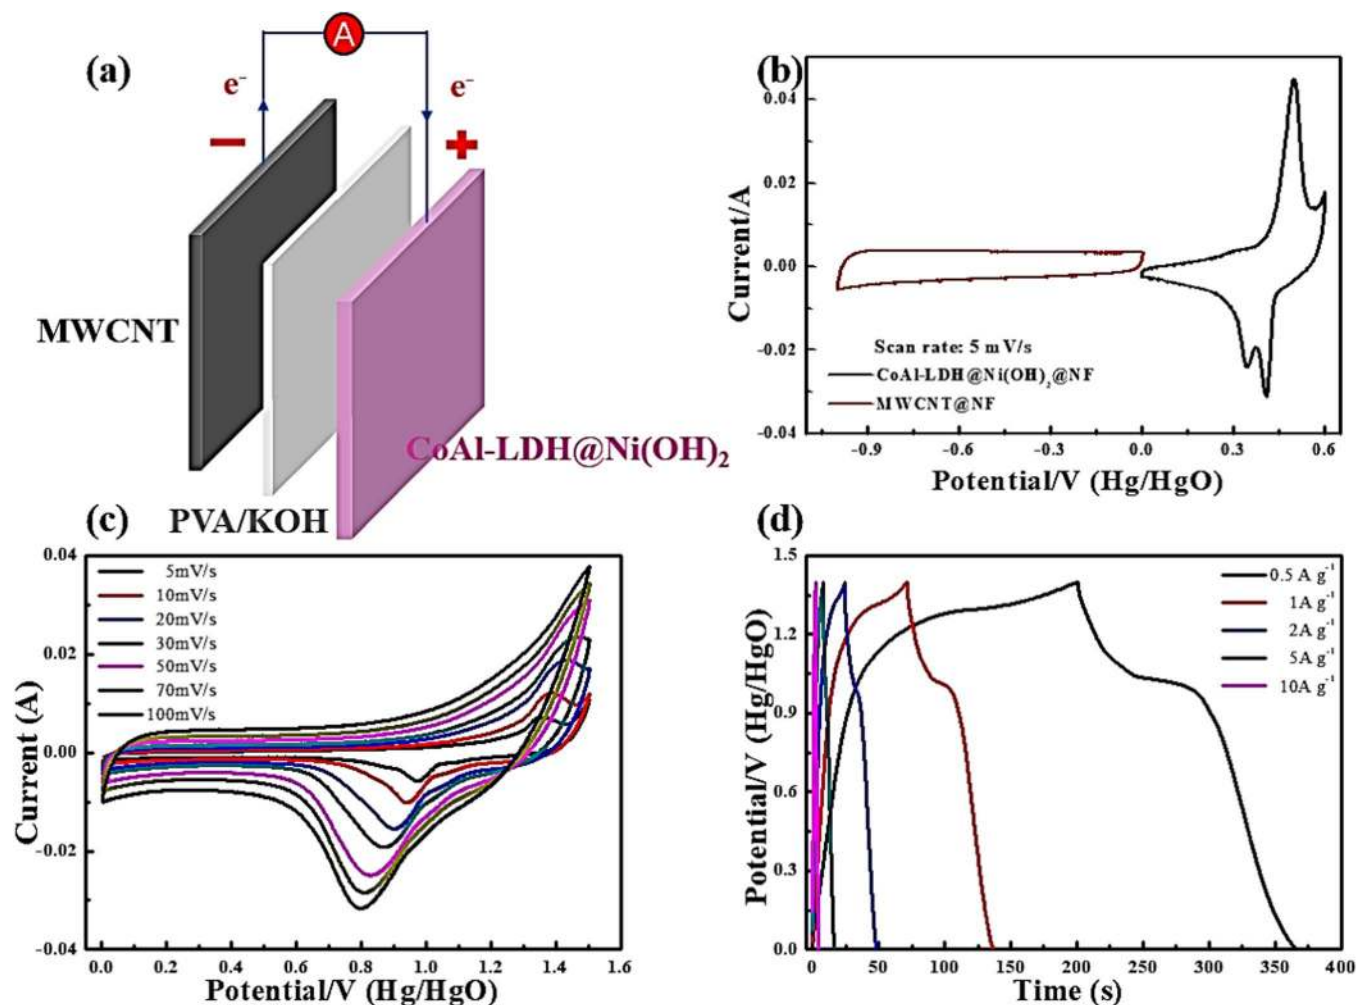 (a)
A
e⁻
e⁻
MWCNT
CoAl-LDH@Ni(OH)₂
PVA/KOH
(b)
Current/A
0.04
0.02
0.00
-0.02
-0.04
Scan rate: 5 mV/s
CoAl-LDH@Ni(OH)₂@NF
MWCNT@NF
-0.9
-0.6
-0.3
0.0
0.3
0.6
Potential/V (Hg/HgO)
(c)
Current (A)
0.04
0.02
0.00
-0.02
-0.04
5mV/s
10mV/s
20mV/s
30mV/s
50mV/s
70mV/s
100mV/s
0.0
0.2
0.4
0.6
0.8
1.0
1.2
1.4
1.6
Potential/V (Hg/HgO)
(d)
Potential/V (Hg/HgO)
1.5
1.2
0.9
0.6
0.3
0.0
0.5 A g⁻¹
1A g⁻¹
2A g⁻¹
5A g⁻¹
10A g⁻¹
0
50
100
150
200
250
300
350
400
Time (s)